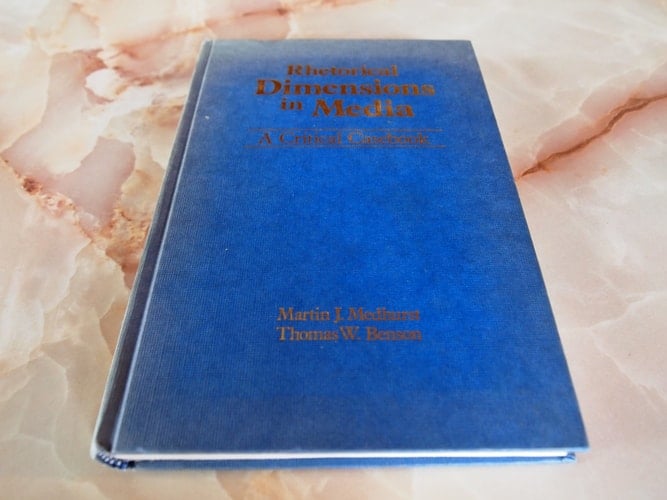 Rhetorical
Dimensions
in Media
A Critical Casebook
Martin J. Medhurst
Thomas W. Benson